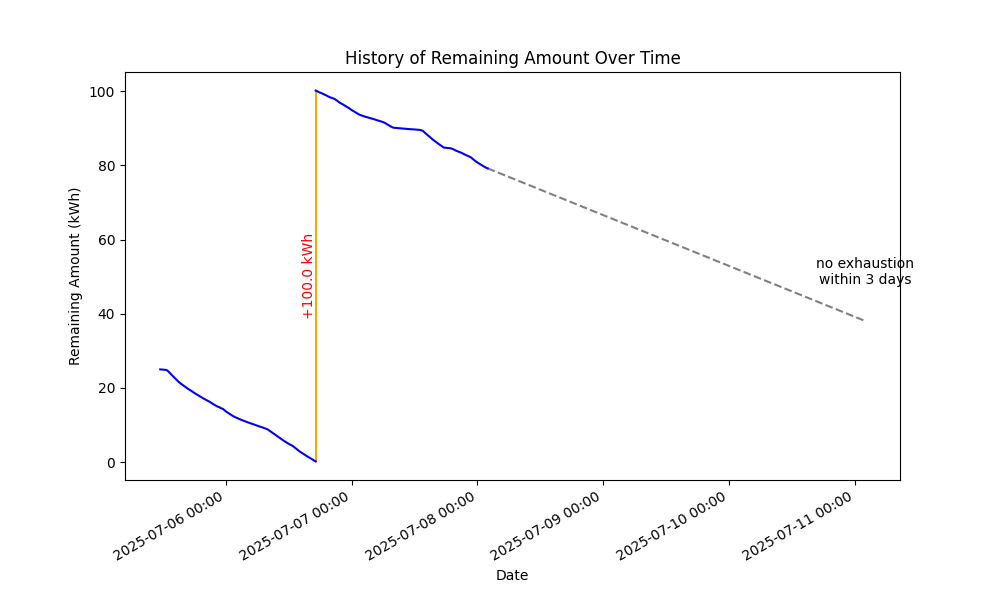 History of Remaining Amount Over Time
Remaining Amount (kWh)
100
80
60
40
20
0
+100.0 kWh
no exhaustion
within 3 days
2025-07-06 00:00
2025-07-07 00:00
2025-07-08 00:00
2025-07-09 00:00
2025-07-10 00:00
2025-07-11 00:00
Date